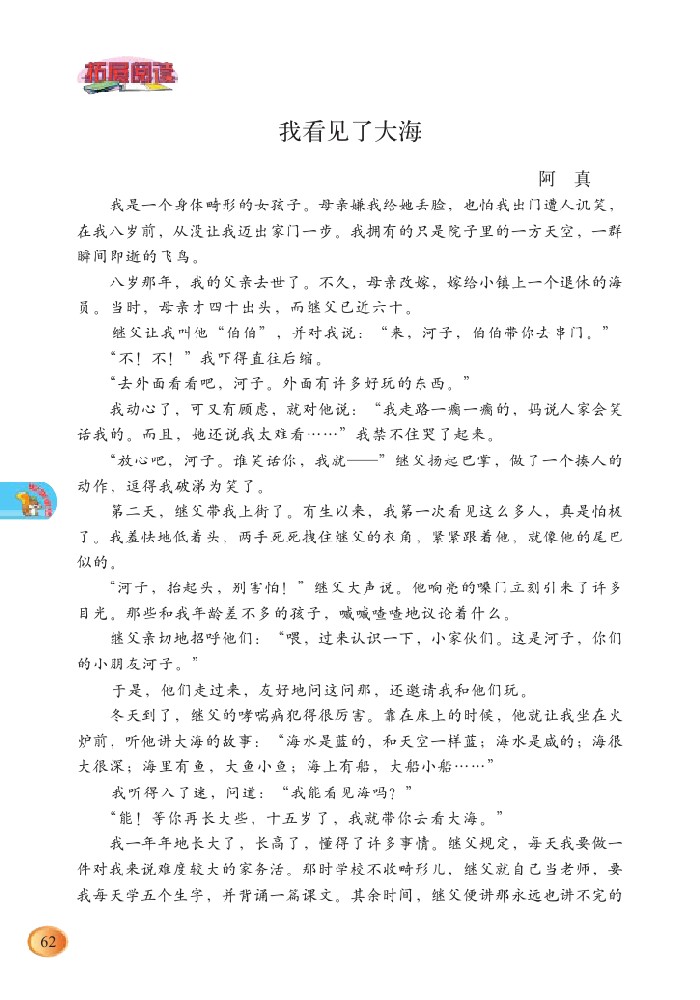 拓展阅读
我看见了大海
阿 真
我是一个身体畸形的女孩子。母亲嫌我给她丢脸，也怕我出门遭人讥笑，
在我八岁前，从没让我迈出家门一步。我拥有的只是院子里的一方天空，一群
瞬间即逝的飞鸟。
八岁那年，我的父亲去世了。不久，母亲改嫁，嫁给小镇上一个退休的海
员。当时，母亲才四十出头，而继父已近六十。
继父让我叫他“伯伯”，并对我说：“来，河子，伯伯带你去串门。”
“不！不！”我吓得直往后缩。
“去外面看看吧，河子。外面有许多好玩的东西。”
我动心了，可又有顾虑，就对他说：“我走路一瘸一瘸的，妈说人家会笑
话我的。而且，她还说我太难看……”我禁不住哭了起来。
“放心吧，河子。谁笑话你，我就——”继父扬起巴掌，做了一个揍人的
动作，逗得我破涕为笑了。
第二天，继父带我上街了。有生以来，我第一次看见这么多人，真是怕极
了。我羞怯地低着头，两手死死拽住继父的衣角，紧紧跟着他，就像他的尾巴
似的。
“河子，抬起头，别害怕！”继父大声说。他响亮的嗓门立刻引来了许多
目光。那些和我年龄差不多的孩子，喊喊喳喳地议论着什么。
继父亲切地招呼他们：“喂，过来认识一下，小家伙们。这是河子，你们
的小朋友河子。”
于是，他们走过来，友好地问这问那，还邀请我和他们玩。
冬天到了，继父的哮喘病犯得很厉害。靠在床上的时候，他就让我坐在火
炉前，听他讲大海的故事：“海水是蓝的，和天空一样蓝；海水是咸的；海很
大很深；海里有鱼，大鱼小鱼；海上有船，大船小船……”
我听得入了迷，问道：“我能看见海吗？”
“能！等你再长大些，十五岁了，我就带你去看大海。”
我一年年地长大了，长高了，懂得了许多事情。继父规定，每天我要做一
件对我来说难度较大的家务活。那时学校不收畸形儿，继父就自己当老师，要
我每天学五个生字，并背诵一篇课文。其余时间，继父便讲那永远也讲不完的
62